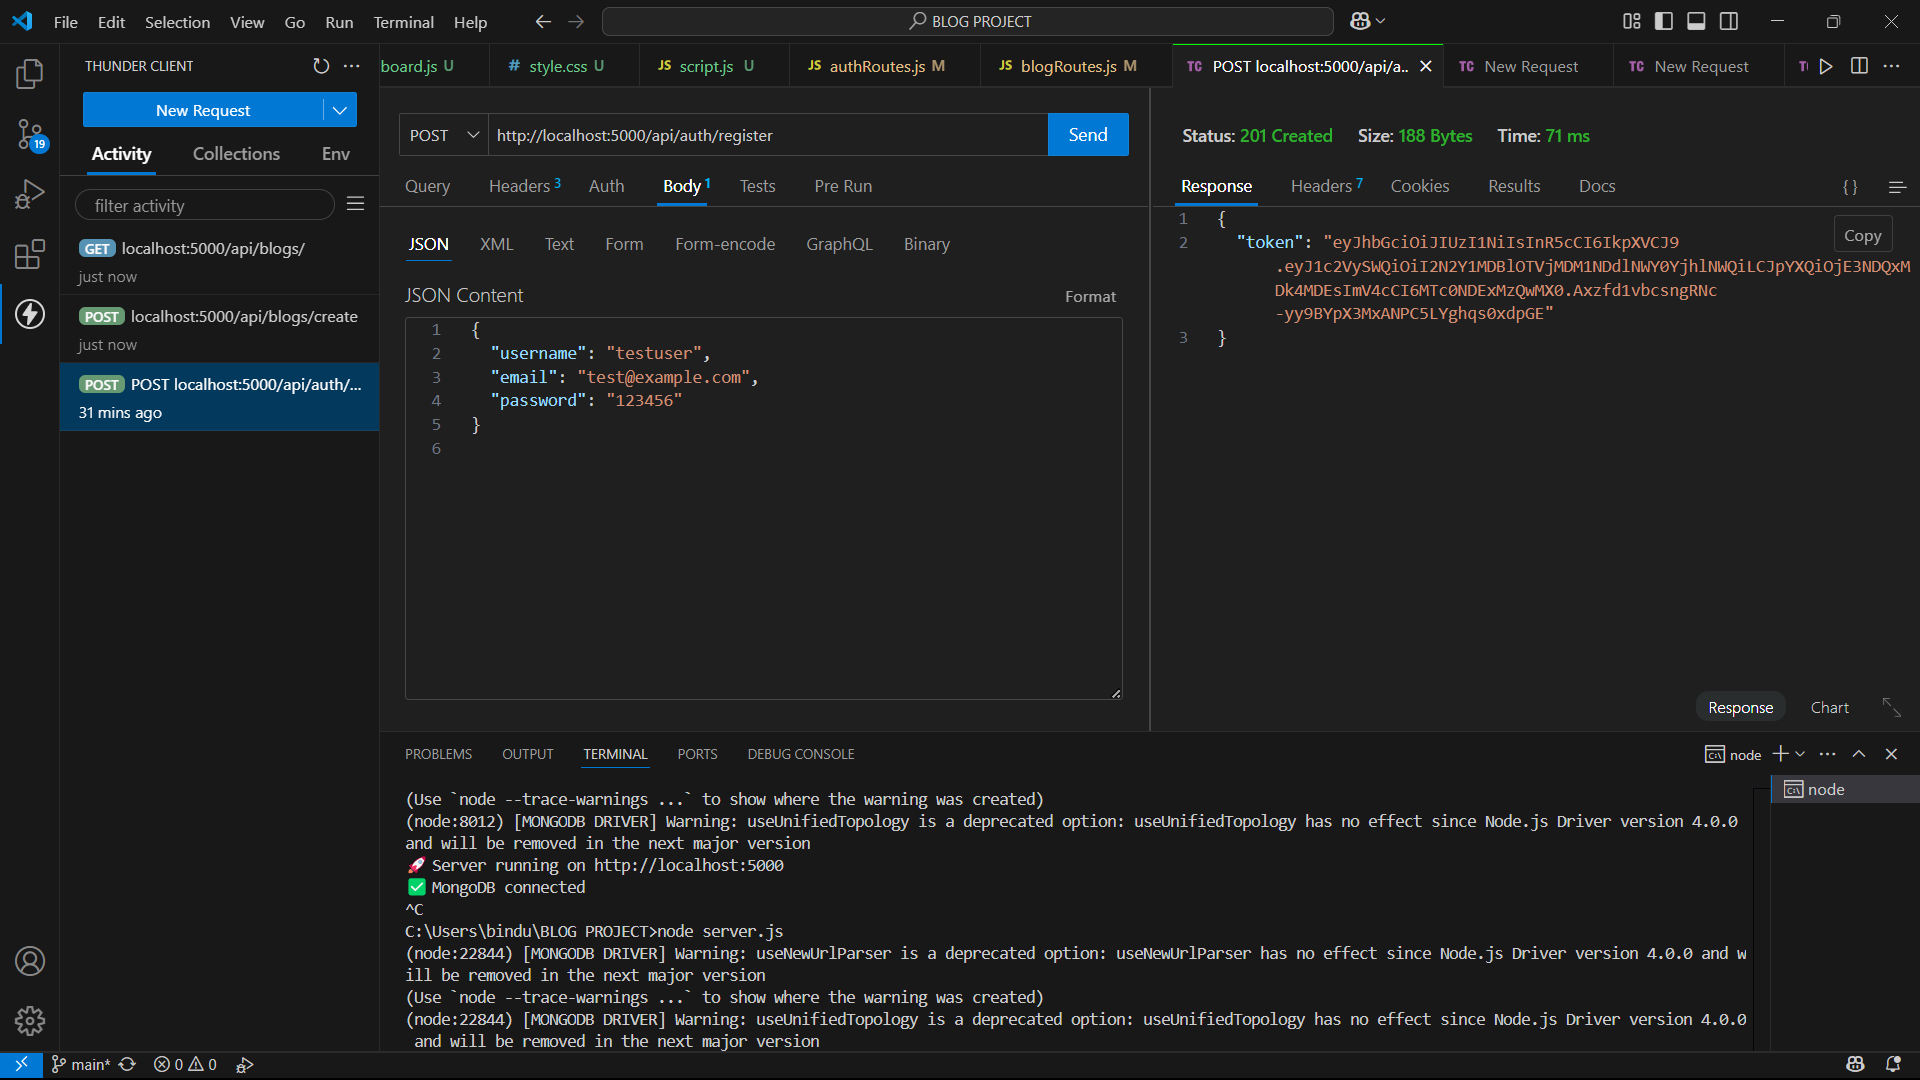 File Edit Selection View Go Run Terminal Help
BLOG PROJECT
THUNDER CLIENT
New Request
Activity Collections Env
filter activity
GET localhost:5000/api/blogs/
just now
POST localhost:5000/api/blogs/create
just now
POST POST localhost:5000/api/auth/...
31 mins ago
19
board.js U
# style.css U
JS script.js U
JS authRoutes.js M
JS blogRoutes.js M
TC POST localhost:5000/api/a..
TC New Request
TC New Request
POST http://localhost:5000/api/auth/register Send
Query Headers 3 Auth Body 1 Tests Pre Run
JSON XML Text Form Form-encode GraphQL Binary
JSON Content Format
1 {
2 "username": "testuser",
3 "email": "test@example.com",
4 "password": "123456"
5 }
6
Status: 201 Created Size: 188 Bytes Time: 71 ms
Response Headers 7 Cookies Results Docs {}
Copy
1 {
2 "token": "eyJhbGciOiJIUzI1NiIsInR5cCI6IkpXVCJ9
.eyJ1c2VySWQiOiI2N2Y1MDBlOTVjMDM1NDdlNWY0YjhlNWQiLCJpYXQiOjE3NDQxM
Dk4MDEsImV4cCI6MTc0NDExMzQwMX0.Axzfd1vbcsngRNc
-yy9BYpX3MxANPC5LYghqs0xdpGE"
3 }
Response Chart
PROBLEMS OUTPUT TERMINAL PORTS DEBUG CONSOLE
node
node
(Use `node --trace-warnings ...` to show where the warning was created)
(node:8012) [MONGODB DRIVER] Warning: useUnifiedTopology is a deprecated option: useUnifiedTopology has no effect since Node.js Driver version 4.0.0
and will be removed in the next major version
🚀 Server running on http://localhost:5000
✅ MongoDB connected
^C
C:\Users\bindu\BLOG PROJECT>node server.js
(node:22844) [MONGODB DRIVER] Warning: useNewUrlParser is a deprecated option: useNewUrlParser has no effect since Node.js Driver version 4.0.0 and w
ill be removed in the next major version
(Use `node --trace-warnings ...` to show where the warning was created)
(node:22844) [MONGODB DRIVER] Warning: useUnifiedTopology is a deprecated option: useUnifiedTopology has no effect since Node.js Driver version 4.0.0
and will be removed in the next major version
main* 0 0